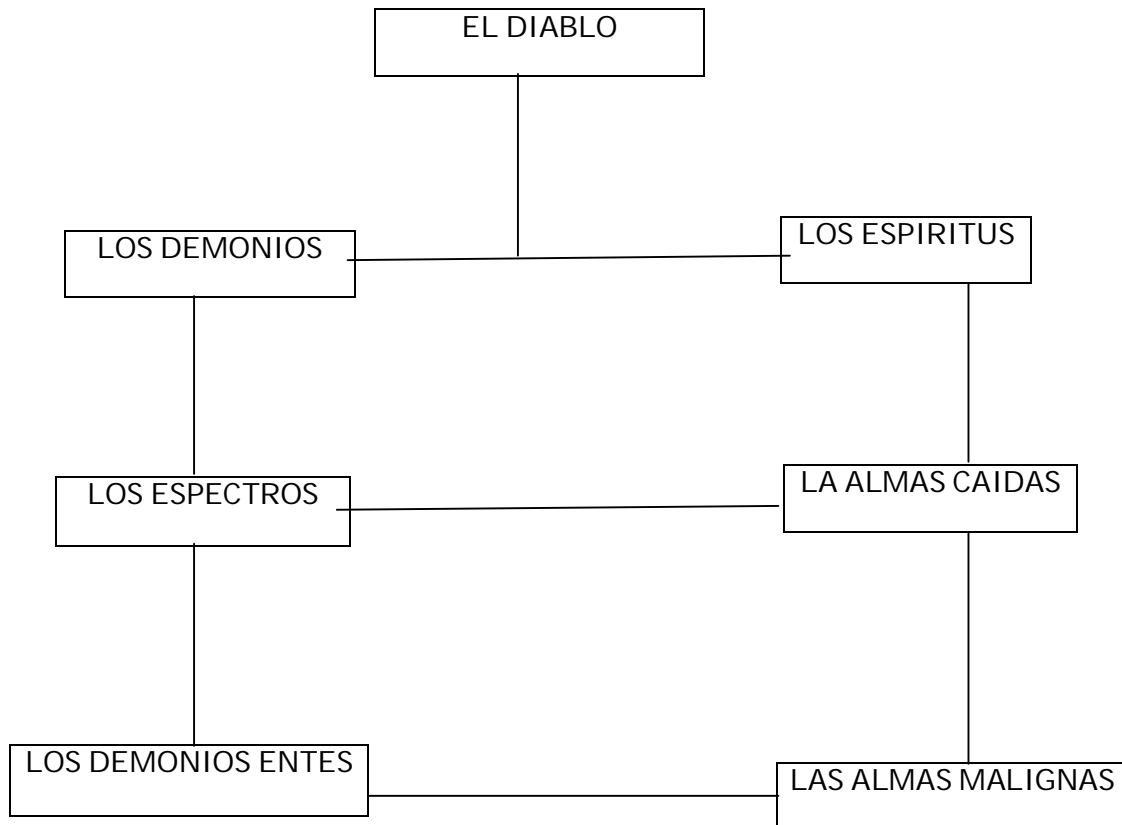 EL DIABLO
LOS DEMONIOS
LOS ESPIRITUS
LOS ESPECTROS
LA ALMAS CAIDAS
LOS DEMONIOS ENTES
LAS ALMAS MALIGNAS